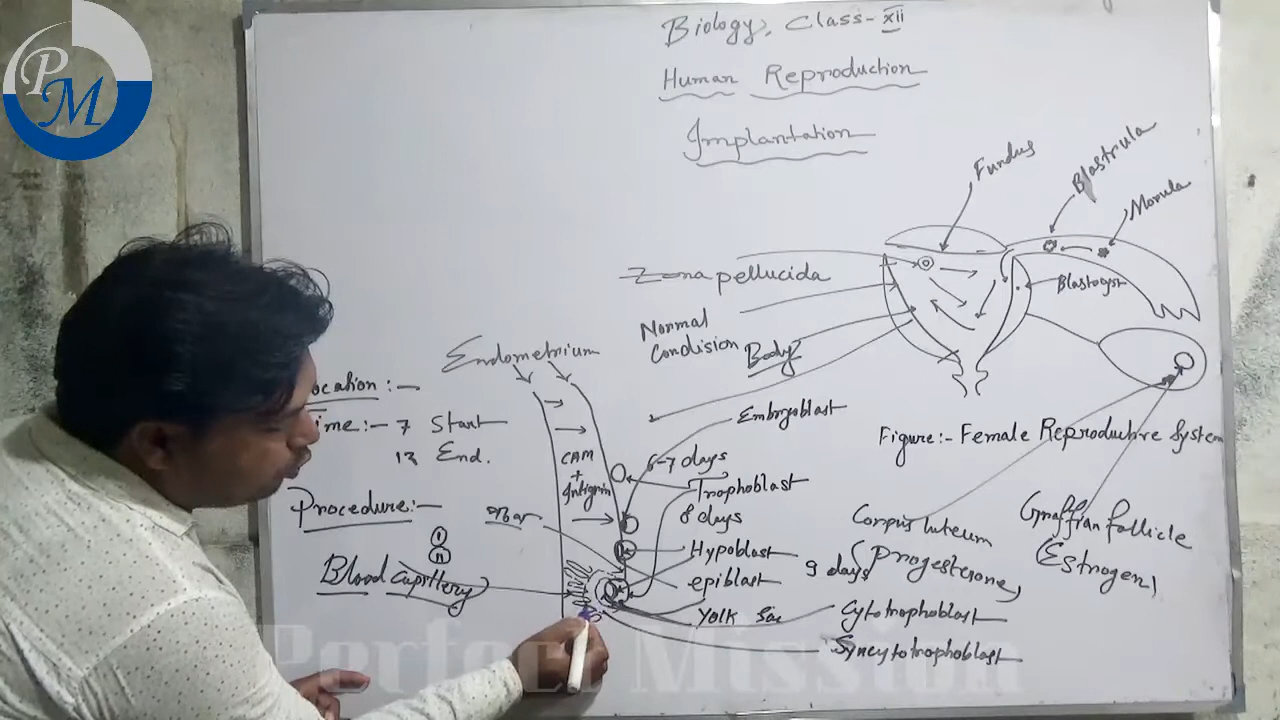 PM
Biology, Class-XII
Human Reproduction
Implantation
Fundus
Blastrula
Morula
Zona pellucida
Blastocyst
Normal
Condision
Body
Endometrium
ocation :-
ime:- 7 Start
13 End.
Embryoblast
Figure:- Female Reproductive System
CAM
+
Intigrin
6-7 days
Trophoblast
8 days
Procedure:-
Hypoblast
epiblast
Yolk Sac
Blood Capillery
9 days
Corpus luteum
(Progesterone)
Graffian follicle
(Estrogen)
Cytotrophoblast
Syncytotrophoblast
Perfect Mission